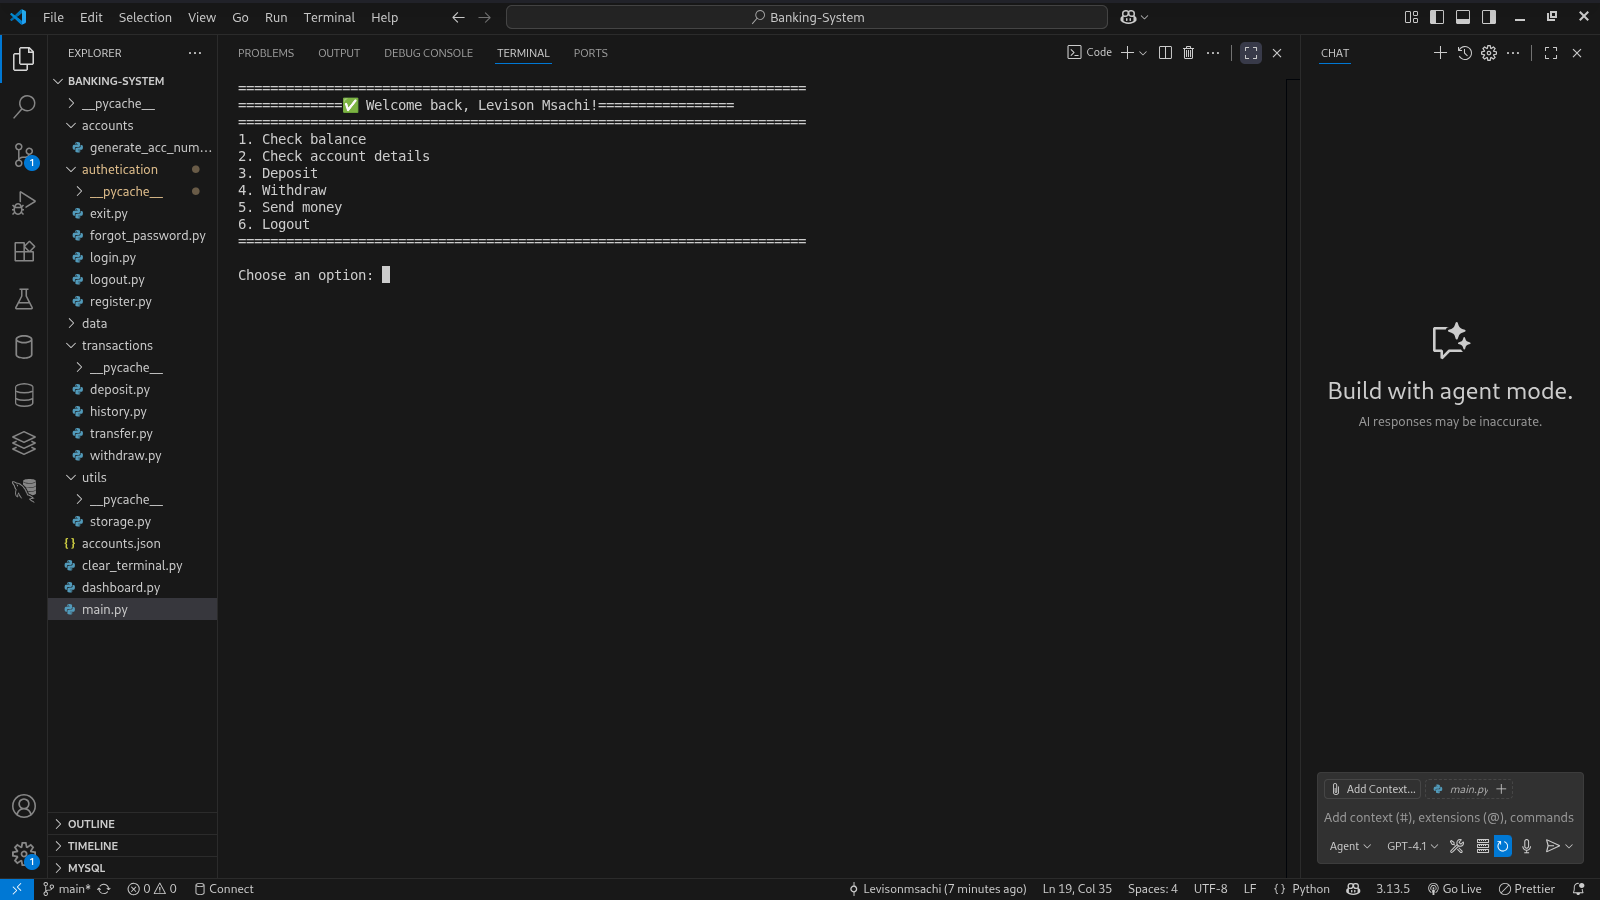 File Edit Selection View Go Run Terminal Help
Banking-System
EXPLORER
BANKING-SYSTEM
__pycache__
accounts
generate_acc_num...
authetication
__pycache__
exit.py
forgot_password.py
login.py
logout.py
register.py
data
transactions
__pycache__
deposit.py
history.py
transfer.py
withdraw.py
utils
__pycache__
storage.py
{} accounts.json
clear_terminal.py
dashboard.py
main.py
OUTLINE
TIMELINE
MYSQL
1
1
PROBLEMS OUTPUT DEBUG CONSOLE TERMINAL PORTS
Code
=======================================================================
=============✅ Welcome back, Levison Msachi!=================
=======================================================================
1. Check balance
2. Check account details
3. Deposit
4. Withdraw
5. Send money
6. Logout
=======================================================================
Choose an option:
CHAT
Build with agent mode.
AI responses may be inaccurate.
Add Context... main.py
Add context (#), extensions (@), commands
Agent GPT-4.1
main* 0 0 Connect
Levisonmsachi (7 minutes ago) Ln 19, Col 35 Spaces: 4 UTF-8 LF {} Python 3.13.5 Go Live Prettier